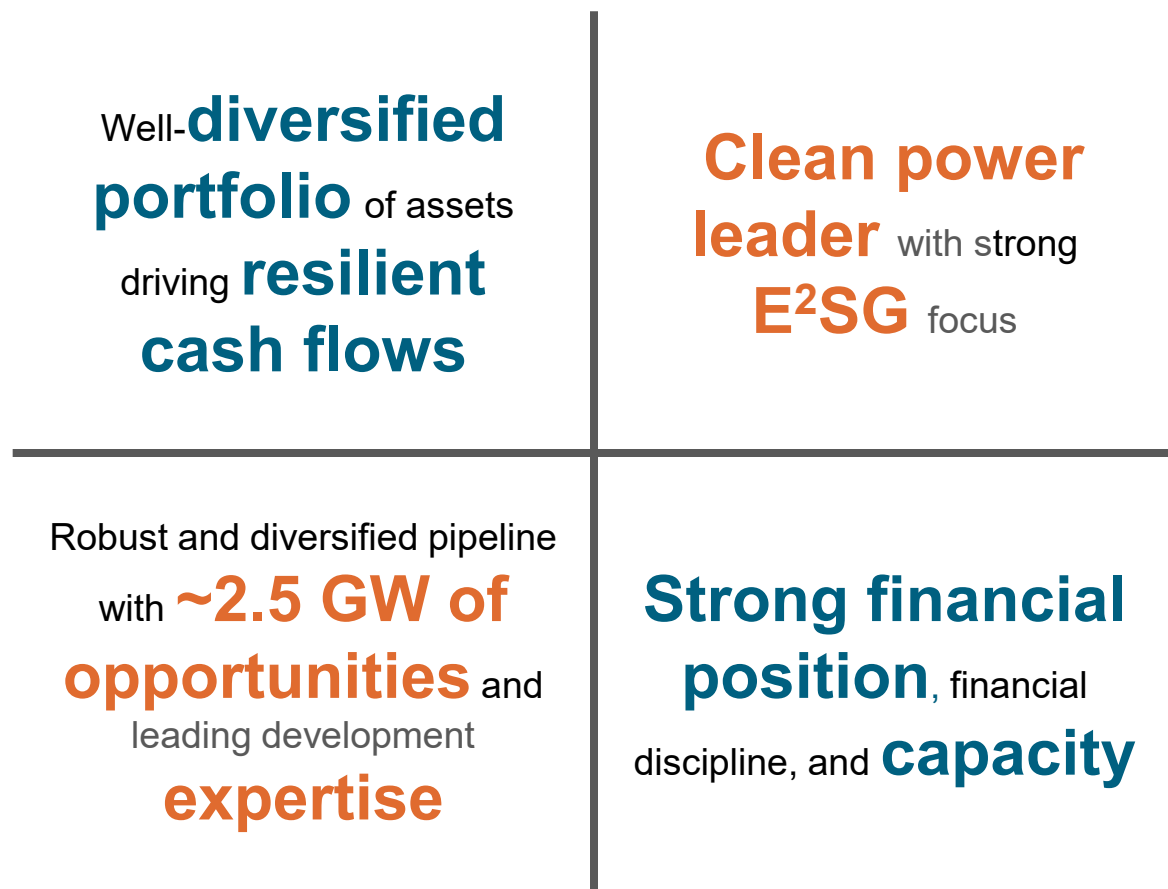 Well-diversified
portfolio of assets
driving resilient
cash flows
Clean power
leader with strong
E²SG focus
Robust and diversified pipeline
with ~2.5 GW of
opportunities and
leading development
expertise
Strong financial
position, financial
discipline, and capacity